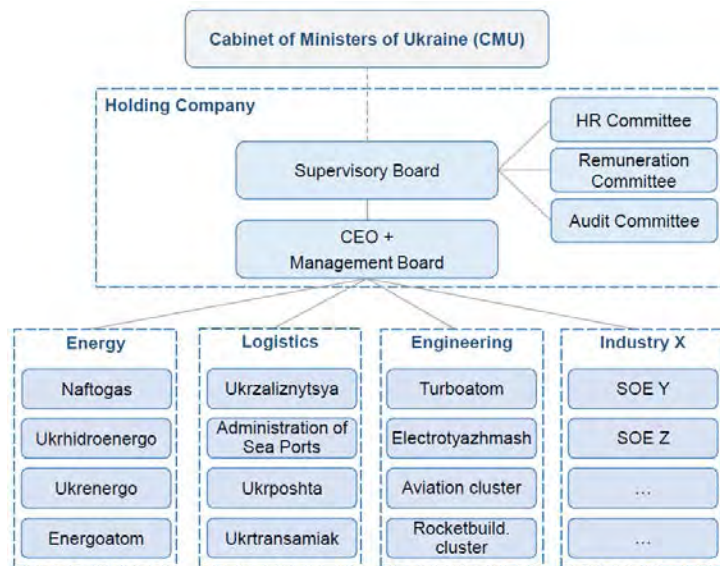 Cabinet of Ministers of Ukraine (CMU)
Holding Company
HR Committee
Supervisory Board
Remuneration
Committee
Audit Committee
CEO +
Management Board
Energy
Naftogas
Ukrhidroenergo
Ukrenergo
Energoatom
Logistics
Ukrzaliznytsya
Administration of
Sea Ports
Ukrposhta
Ukrtransamiak
Engineering
Turboatom
Electrotyazhmash
Aviation cluster
Rocketbuild.
cluster
Industry X
SOE Y
SOE Z
...
...